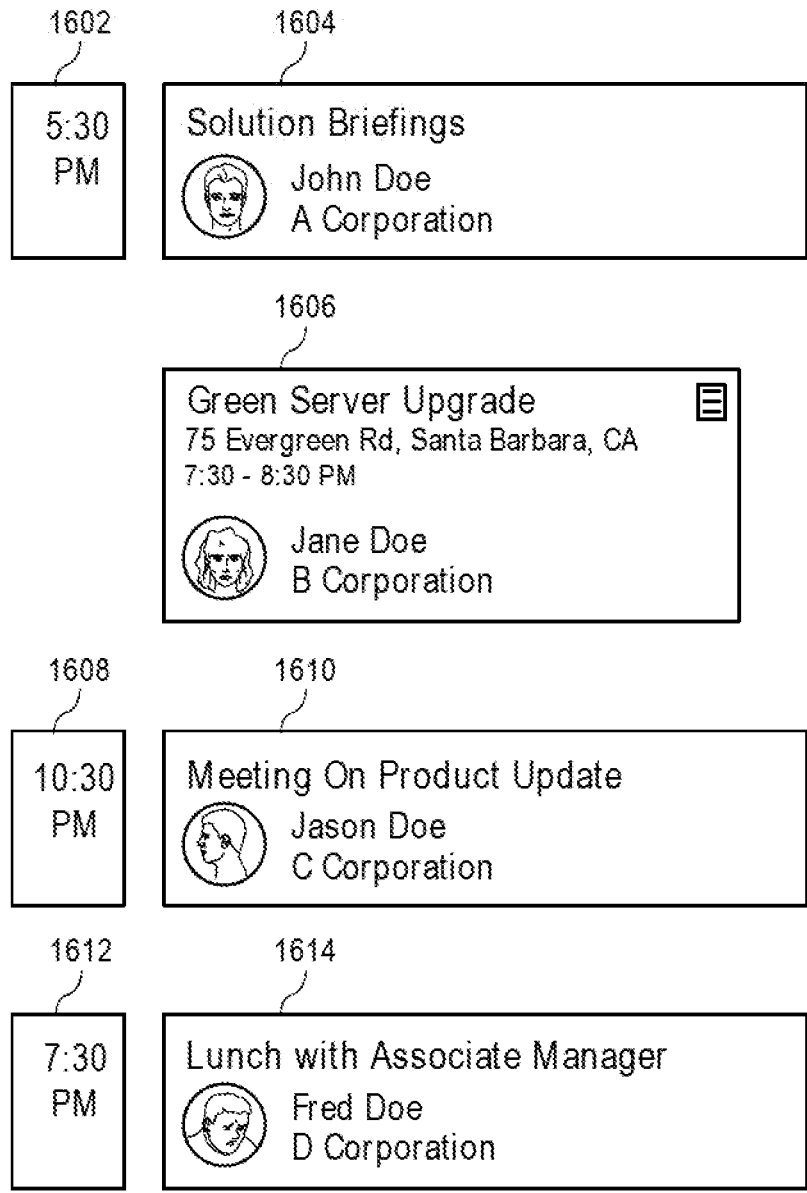 1602
1604
5:30
PM
Solution Briefings
John Doe
A Corporation
1606
Green Server Upgrade
75 Evergreen Rd, Santa Barbara, CA
7:30 - 8:30 PM
Jane Doe
B Corporation
1608
1610
10:30
PM
Meeting On Product Update
Jason Doe
C Corporation
1612
1614
7:30
PM
Lunch with Associate Manager
Fred Doe
D Corporation